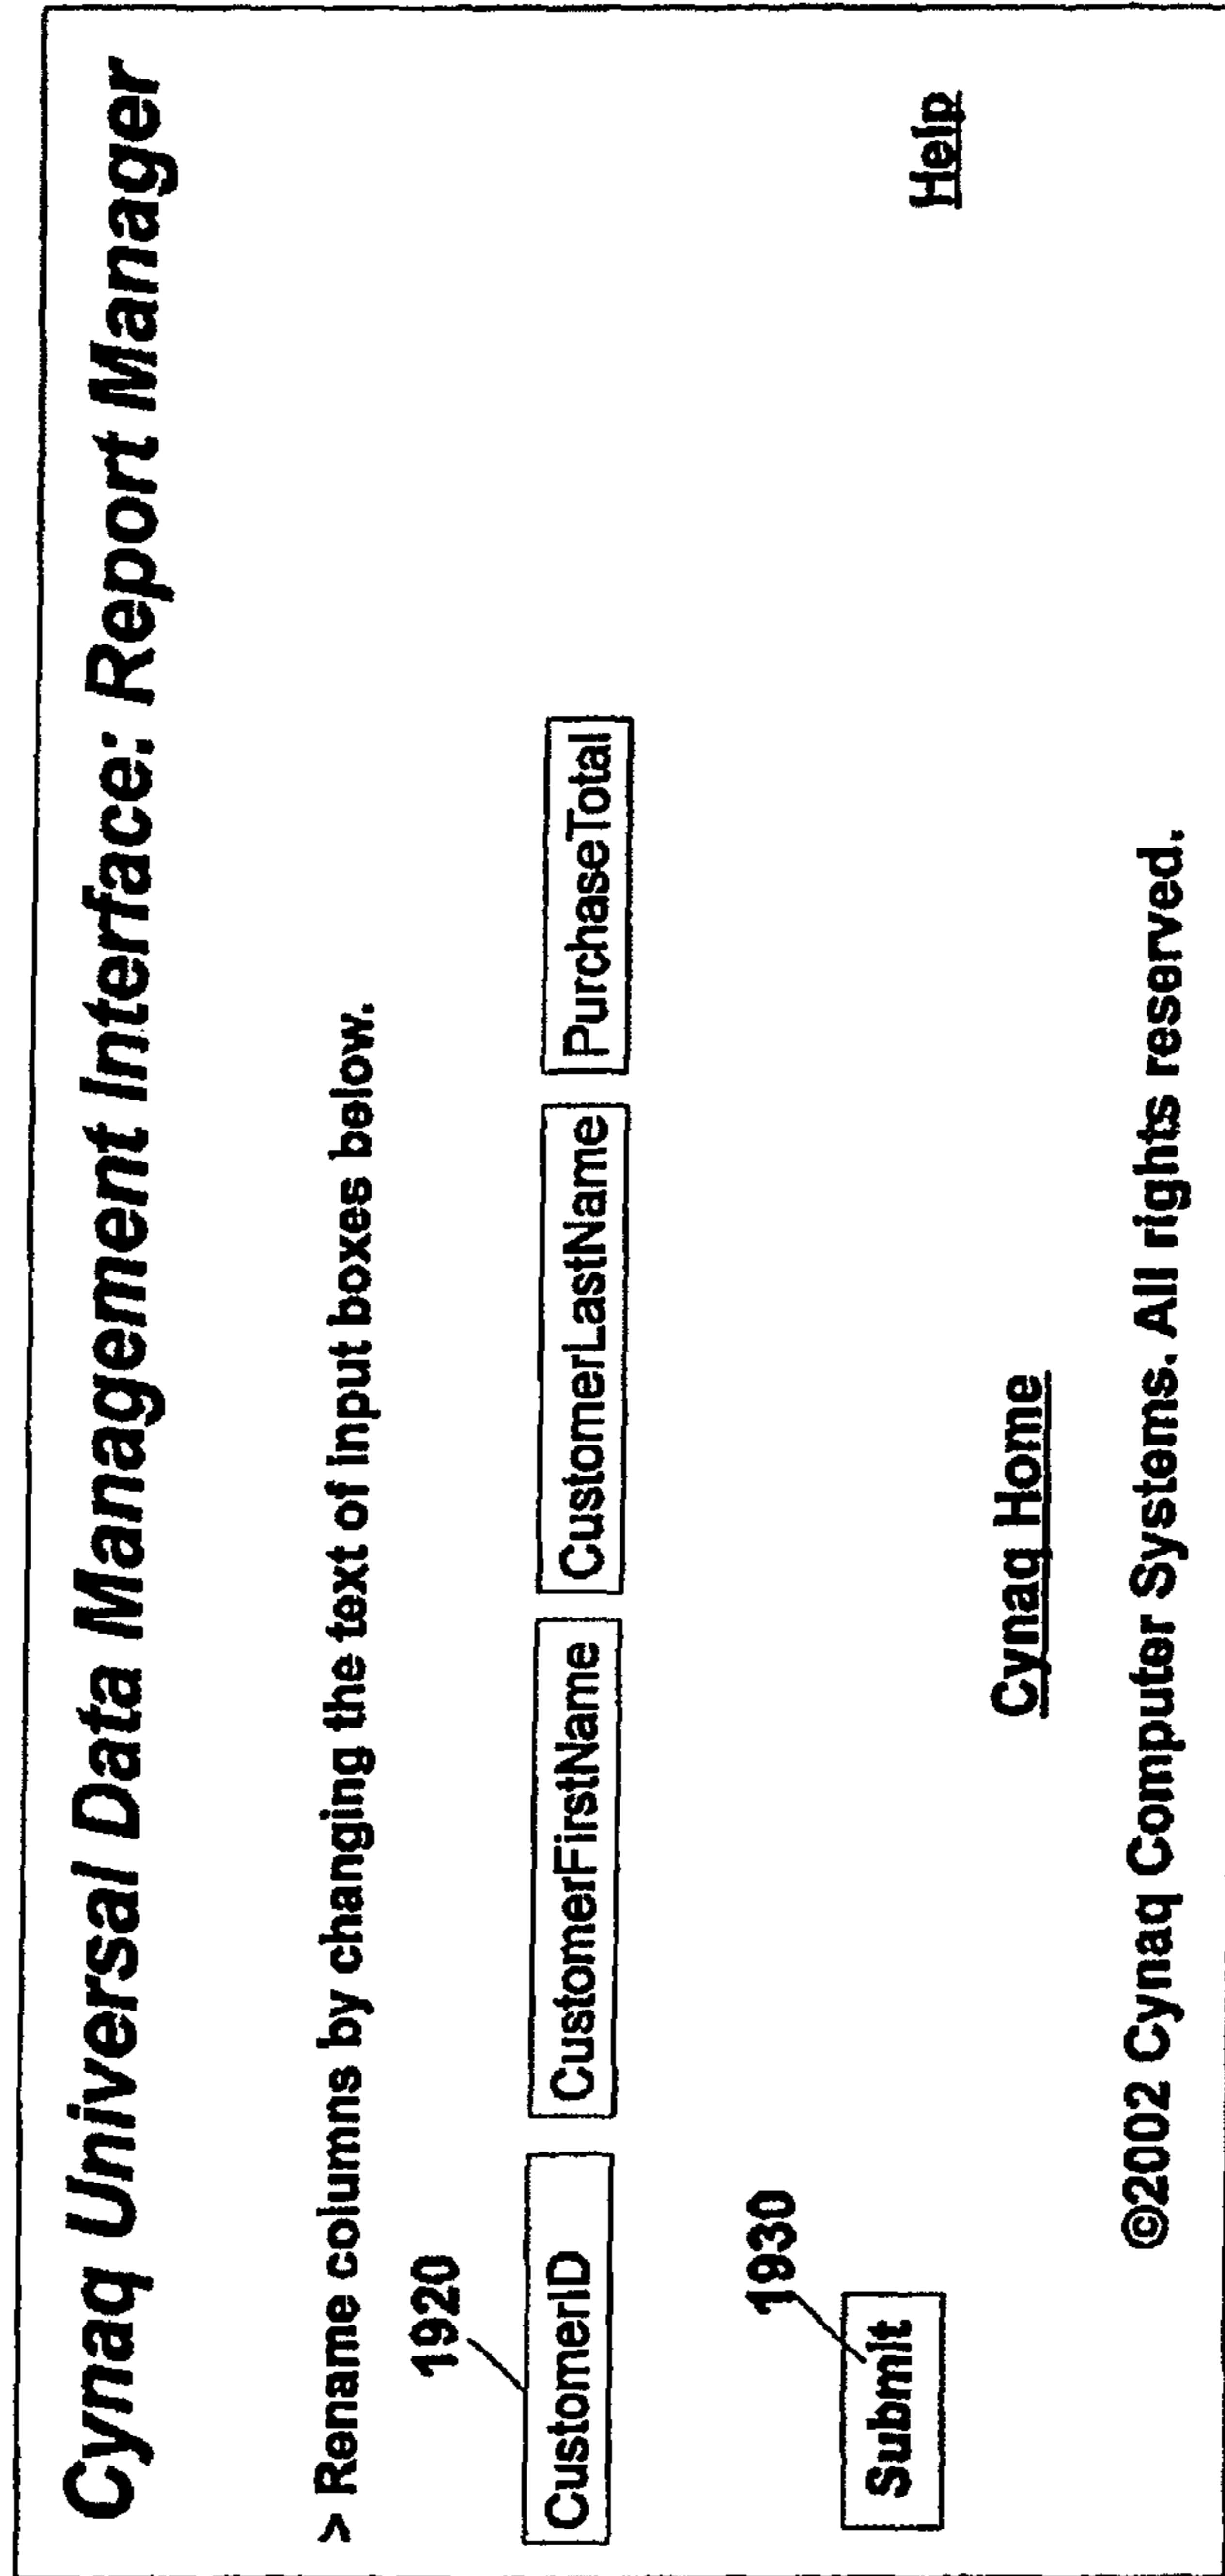 Cynaq Universal Data Management Interface: Report Manager
> Rename columns by changing the text of input boxes below.
1920
CustomerID CustomerFirstName CustomerLastName PurchaseTotal
1930
Submit
Help
Cynaq Home
©2002 Cynaq Computer Systems. All rights reserved.